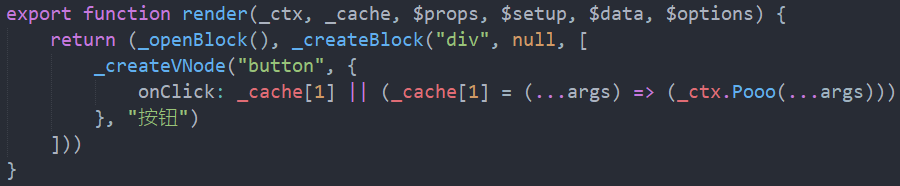 export function render(_ctx, _cache, $props, $setup, $data, $options) {
    return (_openBlock(), _createBlock("div", null, [
        _createVNode("button", {
            onClick: _cache[1] || (_cache[1] = (...args) => (_ctx.Pooo(...args)))
        }, "按钮")
    ]))
}